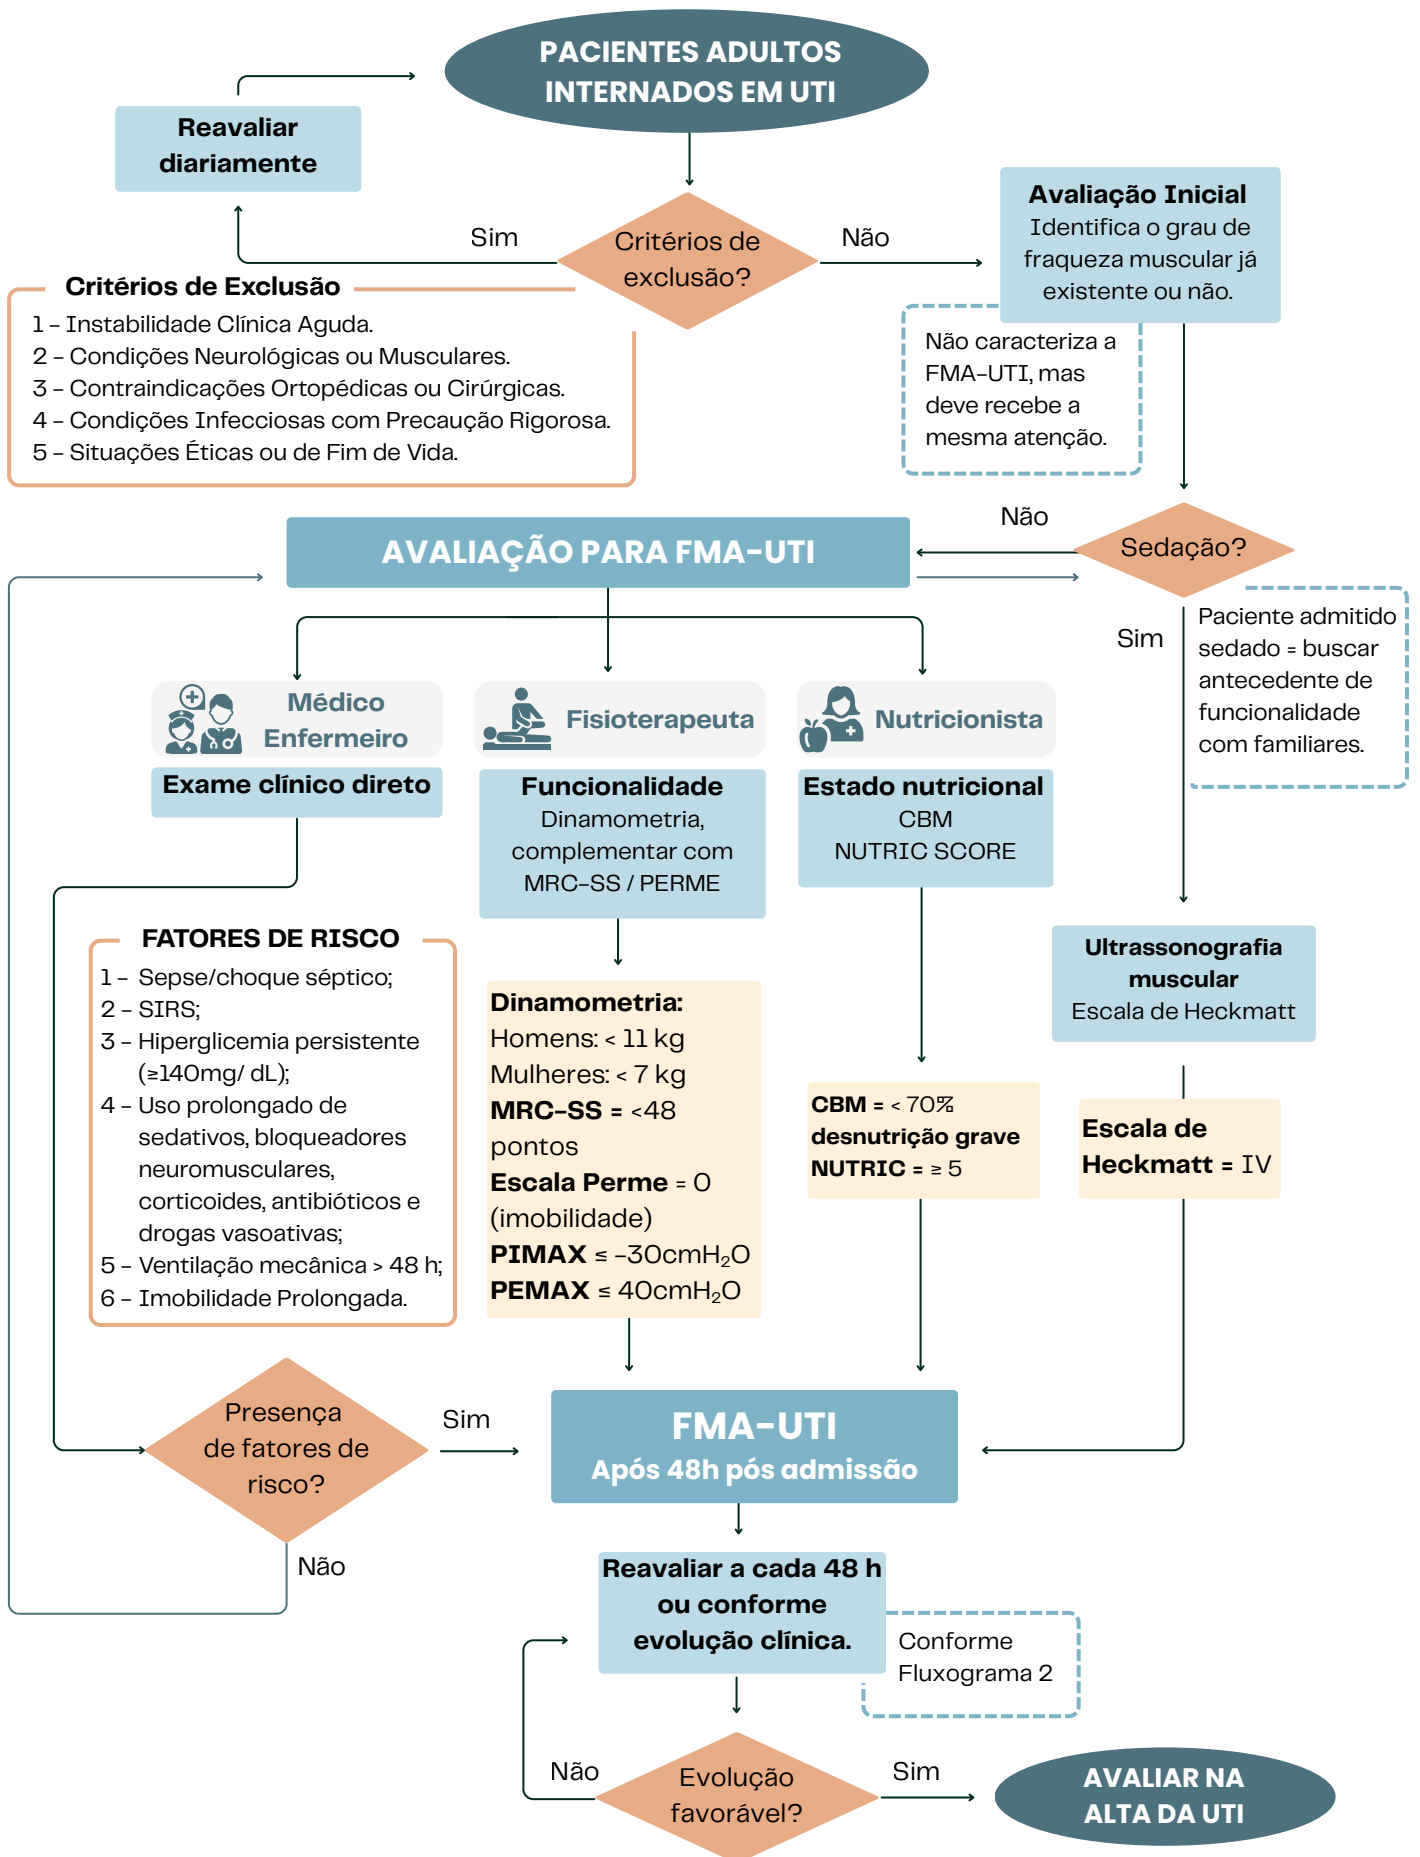 PACIENTES ADULTOS
INTERNADOS EM UTI
Reavaliar
diariamente
Sim
Critérios de
exclusão?
Não
Avaliação Inicial
Identifica o grau de
fraqueza muscular já
existente ou não.
Critérios de Exclusão
1 – Instabilidade Clínica Aguda.
2 – Condições Neurológicas ou Musculares.
3 – Contraindicações Ortopédicas ou Cirúrgicas.
4 – Condições Infecciosas com Precaução Rigorosa.
5 – Situações Éticas ou de Fim de Vida.
Não caracteriza a
FMA-UTI, mas
deve recebe a
mesma atenção.
Não
Sedação?
AVALIAÇÃO PARA FMA-UTI
Sim
Paciente admitido
sedado = buscar
antecedente de
funcionalidade
com familiares.
Médico
Enfermeiro
Exame clínico direto
Fisioterapeuta
Funcionalidade
Dinamometria,
complementar com
MRC-SS / PERME
Nutricionista
Estado nutricional
CBM
NUTRIC SCORE
Ultrassonografia
muscular
Escala de Heckmatt
FATORES DE RISCO
1 – Sepse/choque séptico;
2 – SIRS;
3 – Hiperglicemia persistente
(≥140mg/ dL);
4 – Uso prolongado de
sedativos, bloqueadores
neuromusculares,
corticoides, antibióticos e
drogas vasoativas;
5 – Ventilação mecânica > 48 h;
6 – Imobilidade Prolongada.
Dinamometria:
Homens: < 11 kg
Mulheres: < 7 kg
MRC-SS = <48
pontos
Escala Perme = 0
(imobilidade)
PIMAX ≤ -30cmH₂O
PEMAX ≤ 40cmH₂O
CBM = < 70%
desnutrição grave
NUTRIC = ≥ 5
Escala de
Heckmatt = IV
Presença
de fatores de
risco?
Sim
Não
FMA-UTI
Após 48h pós admissão
Reavaliar a cada 48 h
ou conforme
evolução clínica.
Conforme
Fluxograma 2
Não
Evolução
favorável?
Sim
AVALIAR NA
ALTA DA UTI